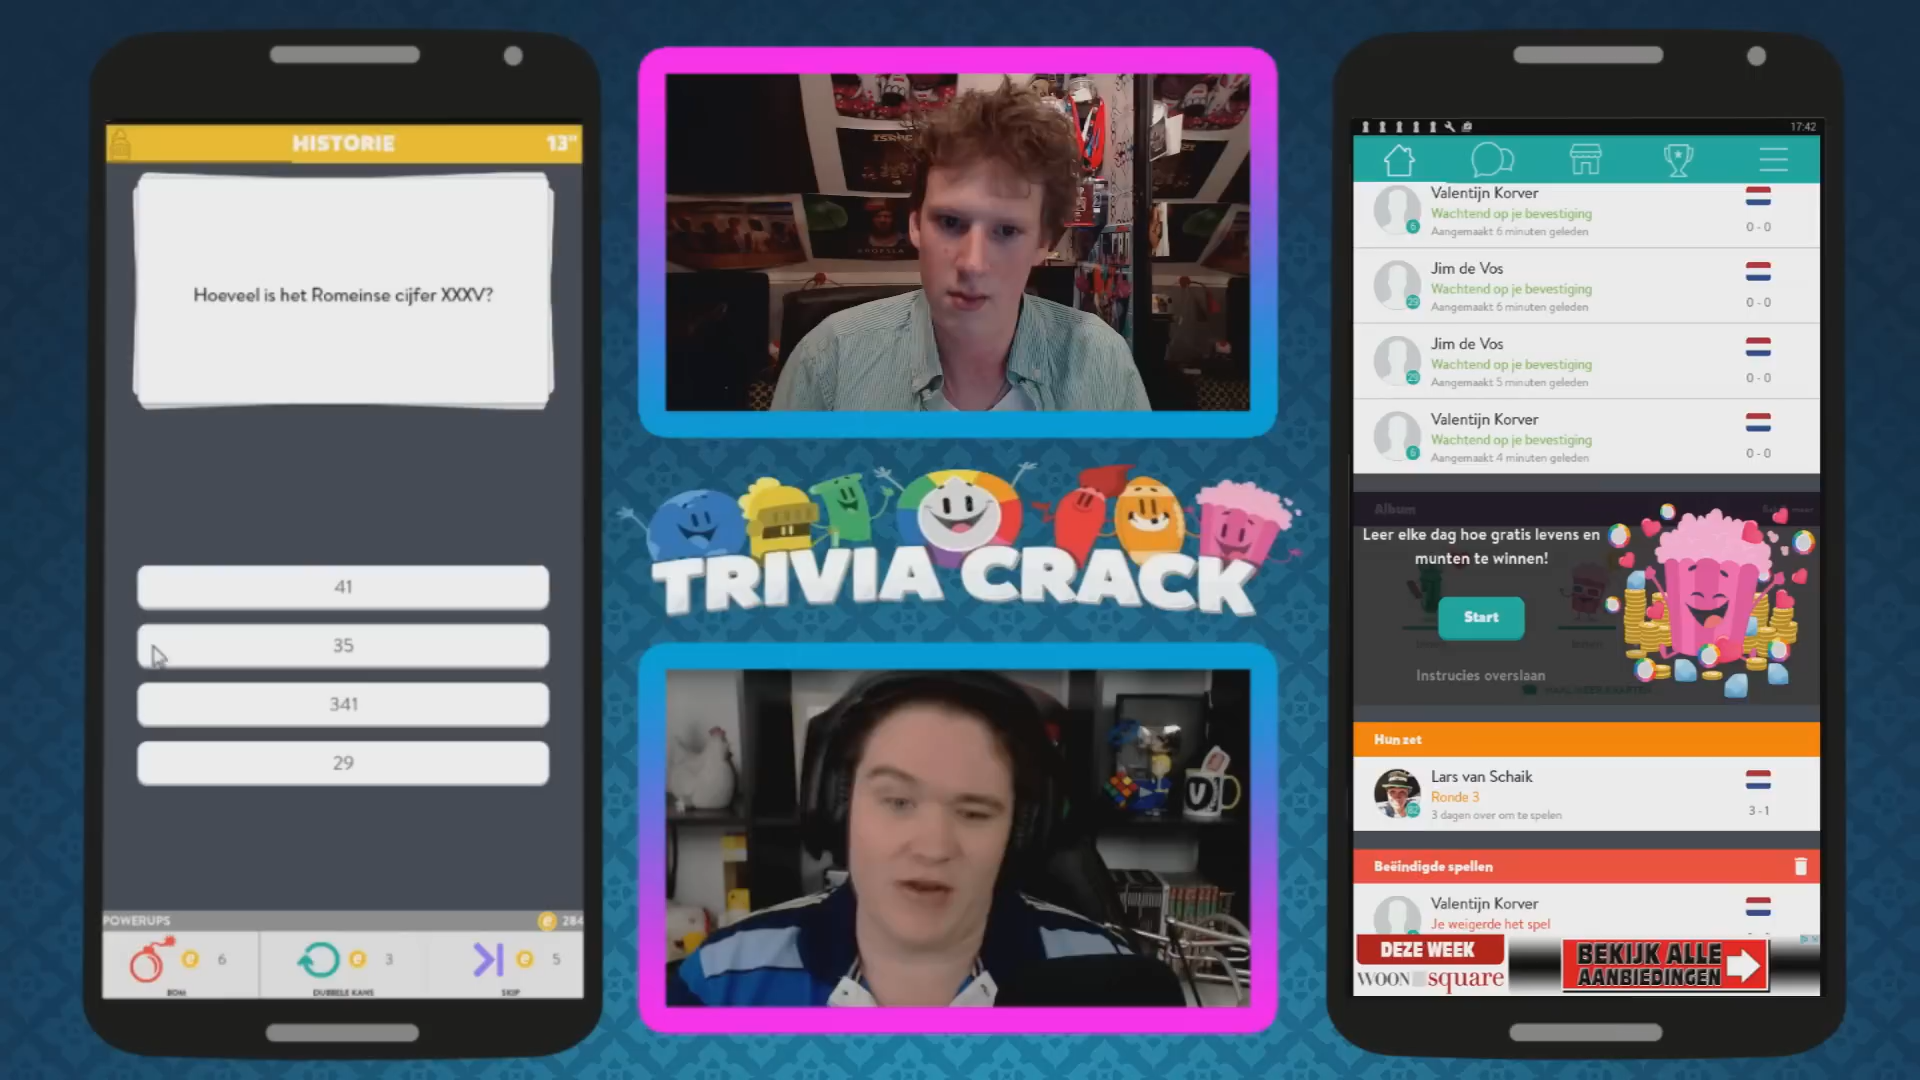 HISTORIE 13"
Hoeveel is het Romeinse cijfer XXXV?
41
35
341
29
POWERUPS 284
6 3 5
BOM DUBBELE KANS SKIP
TRIVIA CRACK
17:42
Valentijn Korver
Wachtend op je bevestiging
Aangemaakt 6 minuten geleden
0 - 0
6
Jim de Vos
Wachtend op je bevestiging
Aangemaakt 6 minuten geleden
0 - 0
Jim de Vos
Wachtend op je bevestiging
Aangemaakt 5 minuten geleden
0 - 0
Valentijn Korver
Wachtend op je bevestiging
Aangemaakt 4 minuten geleden
0 - 0
6
Album
Leer elke dag hoe gratis levens en
munten te winnen!
Start
Instrucies overslaan
Hun zet
Lars van Schaik
Ronde 3
3 dagen over om te spelen
3 - 1
Beëindigde spellen
Valentijn Korver
Je weigerde het spel
DEZE WEEK
WOON square
BEKIJK ALLE
AANBIEDINGEN